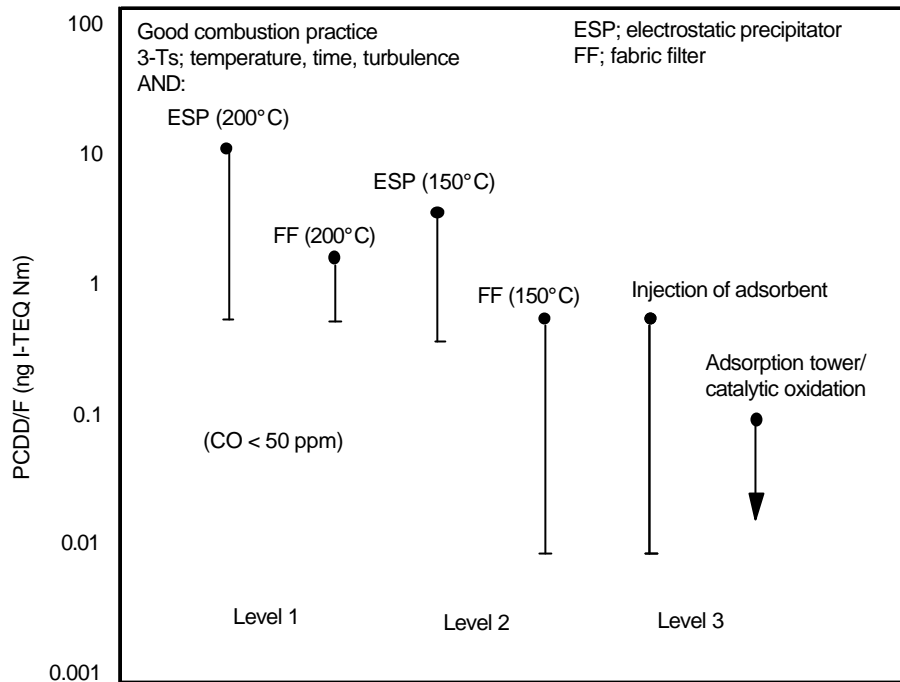 100
Good combustion practice
3-Ts; temperature, time, turbulence
AND:
ESP; electrostatic precipitator
FF; fabric filter
ESP (200°C)
10
ESP (150°C)
FF (200°C)
1
FF (150°C)
Injection of adsorbent
Adsorption tower/
catalytic oxidation
0.1
(CO < 50 ppm)
0.01
Level 1
Level 2
Level 3
0.001
PCDD/F (ng I-TEQ Nm)